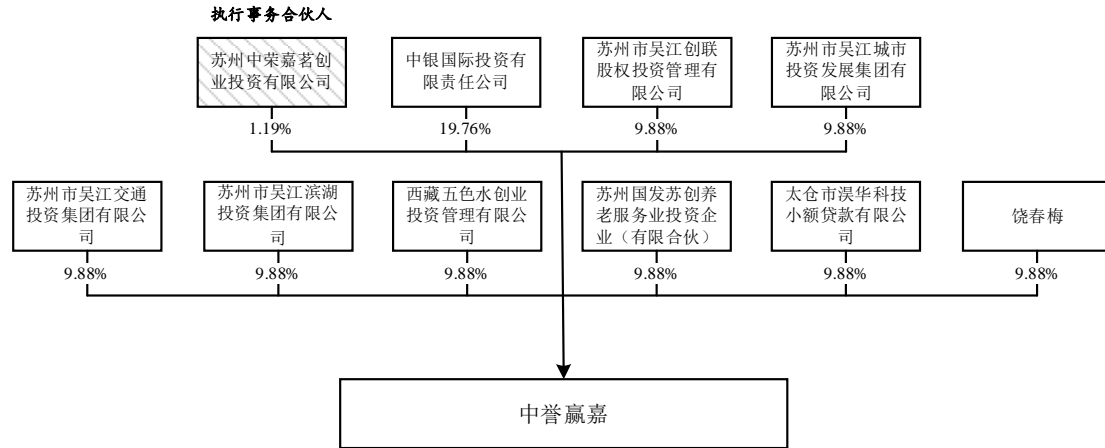 执行事务合伙人
苏州中荣嘉茗创
业投资有限公司
中银国际投资有
限责任公司
苏州市吴江创联
股权投资管理有
限公司
苏州市吴江城市
投资发展集团有
限公司
1.19%
19.76%
9.88%
9.88%
苏州市吴江交通
投资集团有限公
司
苏州市吴江滨湖
投资集团有限公
司
西藏五色水创业
投资管理有限公
司
苏州国发苏创养
老服务业投资企
业（有限合伙）
太仓市淏华科技
小额贷款有限公
司
饶春梅
9.88%
9.88%
9.88%
9.88%
9.88%
9.88%
中誉赢嘉